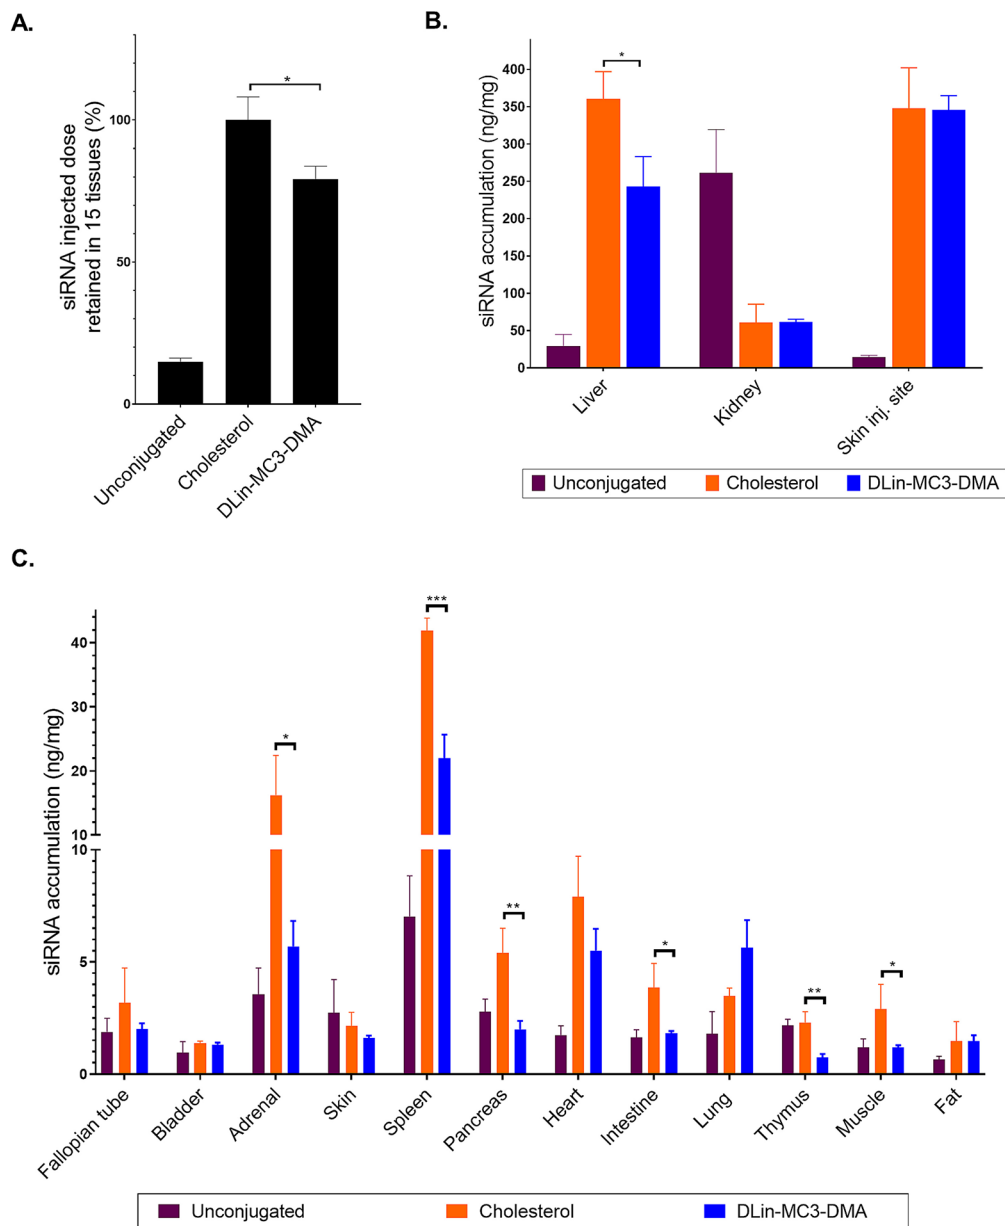 A.
siRNA injected dose
retained in 15 tissues (%)
100
50
0
*
Unconjugated
Cholesterol
DLin-MC3-DMA
B.
siRNA accumulation (ng/mg)
400
350
300
250
200
150
100
50
0
*
Liver
Kidney
Skin inj. site
Unconjugated Cholesterol DLin-MC3-DMA
C.
siRNA accumulation (ng/mg)
40
30
20
10
10
5
0
*
***
**
*
**
*
Fallopian tube
Bladder
Adrenal
Skin
Spleen
Pancreas
Heart
Intestine
Lung
Thymus
Muscle
Fat
Unconjugated Cholesterol DLin-MC3-DMA